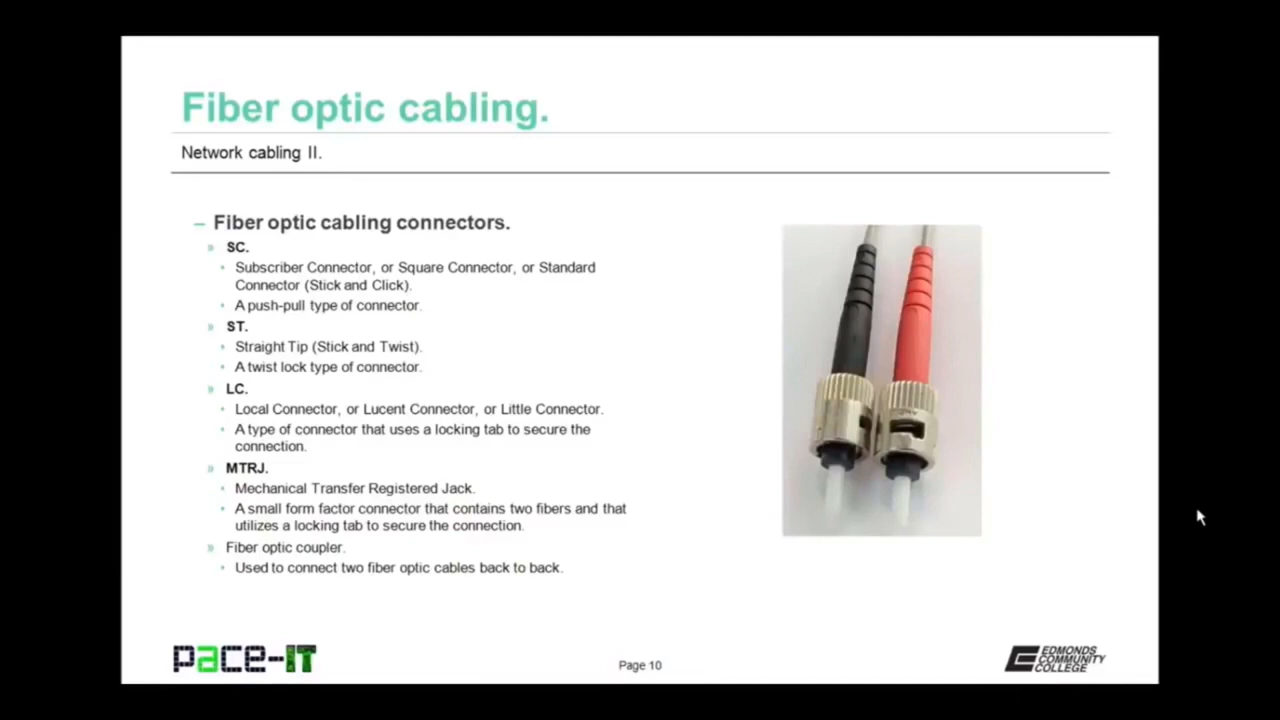 Fiber optic cabling.
Network cabling II.
– Fiber optic cabling connectors.
» SC.
• Subscriber Connector, or Square Connector, or Standard
Connector (Stick and Click).
• A push-pull type of connector.
» ST.
• Straight Tip (Stick and Twist).
• A twist lock type of connector.
» LC.
• Local Connector, or Lucent Connector, or Little Connector.
• A type of connector that uses a locking tab to secure the
connection.
» MTRJ.
• Mechanical Transfer Registered Jack.
• A small form factor connector that contains two fibers and that
utilizes a locking tab to secure the connection.
» Fiber optic coupler.
• Used to connect two fiber optic cables back to back.
pace-IT
Page 10
EDMONDS
COMMUNITY
COLLEGE